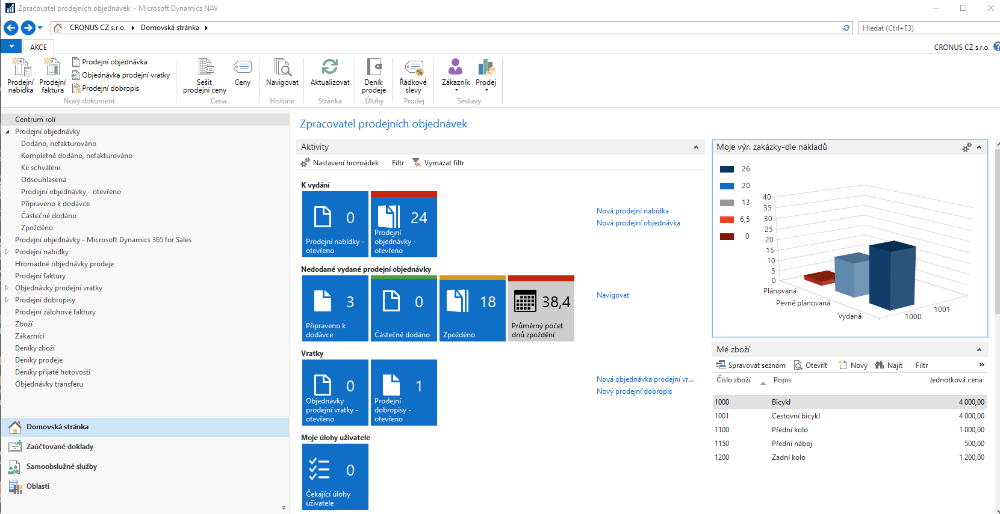 Zpracovatel prodejních objednávek - Microsoft Dynamics NAV
CRONUS CZ s.r.o. Domovská stránka
Hledat (Ctrl+F3)
AKCE
CRONUS CZ s.r.o.
Prodejní nabídka
Prodejní faktura
Prodejní objednávka
Objednávka prodejní vratky
Prodejní dobropis
Nový dokument
Sešit prodejní ceny
Ceny
Cena
Navigovat
Historie
Aktualizovat
Stránka
Deník prodeje
Úlohy
Řádkové slevy
Prodej
Zákazník
Prodej
Sestavy
Centrum rolí
Prodejní objednávky
Dodáno, nefakturováno
Kompletně dodáno, nefakturováno
Ke schválení
Odsouhlasená
Prodejní objednávky - otevřeno
Připraveno k dodávce
Částečně dodáno
Zpožděno
Prodejní objednávky - Microsoft Dynamics 365 for Sales
Prodejní nabídky
Hromadné objednávky prodeje
Prodejní faktury
Objednávky prodejní vratky
Prodejní dobropisy
Prodejní zálohové faktury
Zboží
Zákazníci
Deníky zboží
Deníky prodeje
Deníky přijaté hotovosti
Objednávky transferu
Domovská stránka
Zaúčtované doklady
Samoobslužné služby
Oblasti
Zpracovatel prodejních objednávek
Aktivity
Nastavení hromádek Filtr Vymazat filtr
K vydání
0
Prodejní nabídky -
otevřeno
24
Prodejní
objednávky -
otevřeno
Nová prodejní nabídka
Nová prodejní objednávka
Nedodané vydané prodejní objednávky
3
Připraveno k
dodávce
0
Částečně dodáno
18
Zpožděno
38,4
Průměrný počet
dnů zpoždění
Navigovat
Vratky
0
Objednávky
prodejní vratky -
otevřeno
1
Prodejní
dobropisy -
otevřeno
Nová objednávka prodejní vr...
Nový prodejní dobropis
Moje úlohy uživatele
0
Čekající úlohy
uživatele
Moje výr. zakázky-dle nákladů
26
20
13
6,5
0
40
35
30
25
20
15
10
5
0
Plánovaná
Pevně plánovaná
Vydaná
1000
1001
Mé zboží
Spravovat seznam Otevřít Nový Najít Filtr
Číslo zboží Popis Jednotková cena
1000 Bicykl 4 000,00
1001 Cestovní bicykl 4 000,00
1100 Přední kolo 1 000,00
1150 Přední náboj 500,00
1200 Zadní kolo 1 200,00